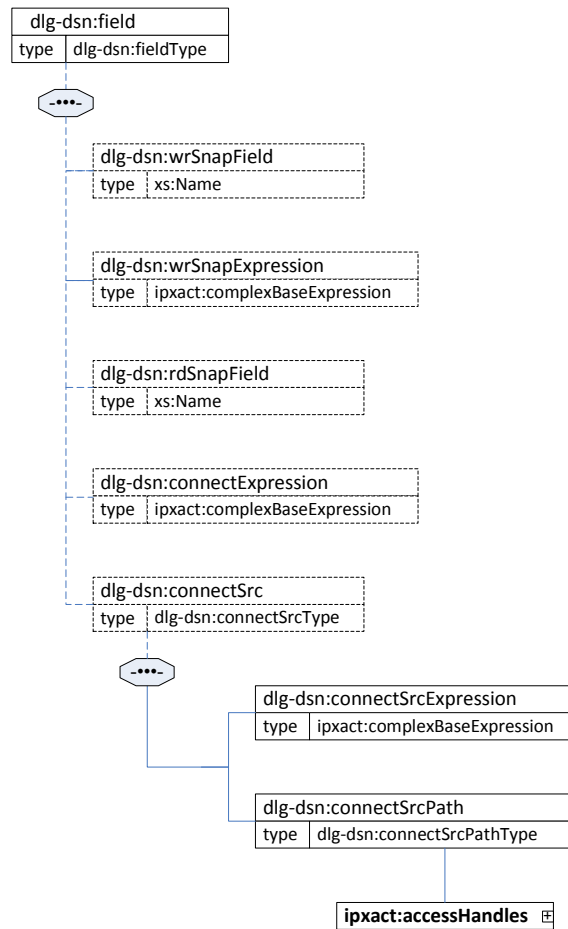 dlg-dsn:field
type dlg-dsn:fieldType
dlg-dsn:wrSnapField
type xs:Name
dlg-dsn:wrSnapExpression
type ipxact:complexBaseExpression
dlg-dsn:rdSnapField
type xs:Name
dlg-dsn:connectExpression
type ipxact:complexBaseExpression
dlg-dsn:connectSrc
type dlg-dsn:connectSrcType
dlg-dsn:connectSrcExpression
type ipxact:complexBaseExpression
dlg-dsn:connectSrcPath
type dlg-dsn:connectSrcPathType
ipxact:accessHandles